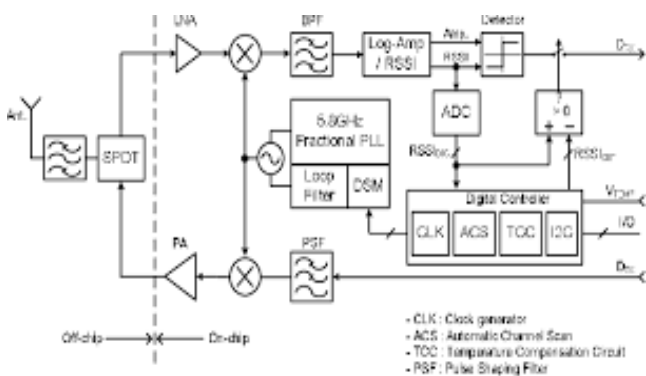 LNA
BPF
Detector
Amp.
Log-Amp
/ RSSI
RSSI
Ant.
SPDT
5.8GHz
Fractional PLL
ADC
> 0
+ −
Loop
Filter
DSM
Digital Controller
CLK
ACS
TCC
I2C
I/O
PA
PSF
Off-chip
On-chip
- CLK : Clock generator
- ACS : Automatic Channel Scan
- TCC : Temperature Compensation Circuit
- PSF : Pulse Shaping Filter